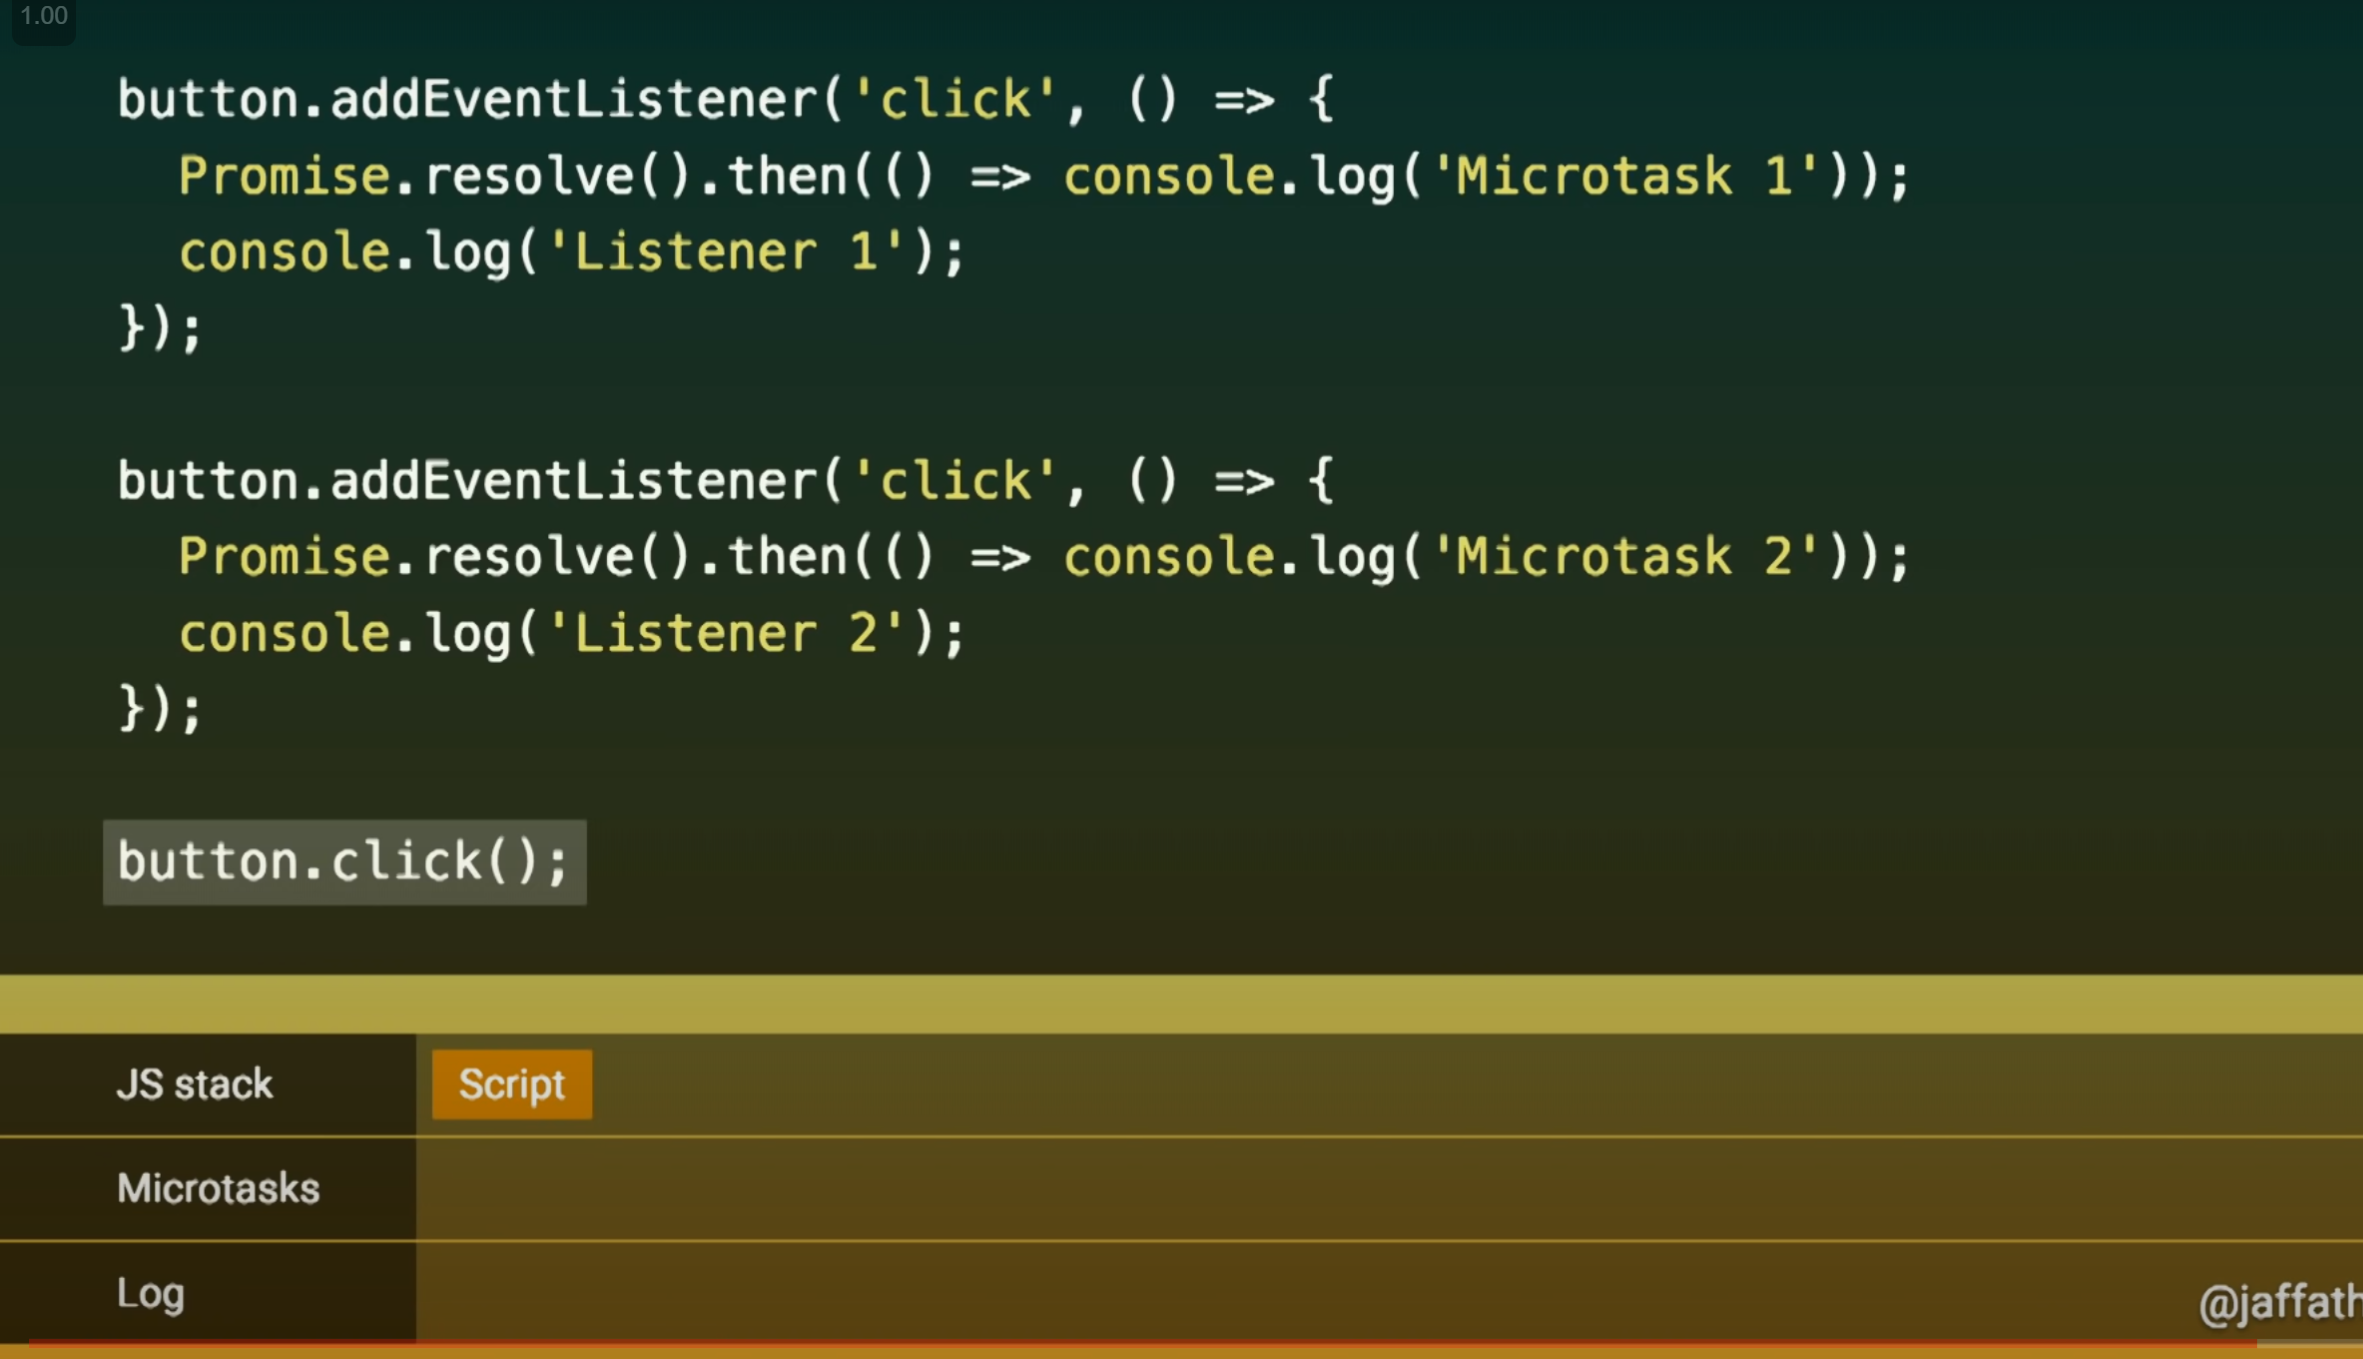 1.00
button.addEventListener('click', () => {
  Promise.resolve().then(() => console.log('Microtask 1'));
  console.log('Listener 1');
});
button.addEventListener('click', () => {
  Promise.resolve().then(() => console.log('Microtask 2'));
  console.log('Listener 2');
});
button.click();
JS stack Script
Microtasks
Log
@jaffath